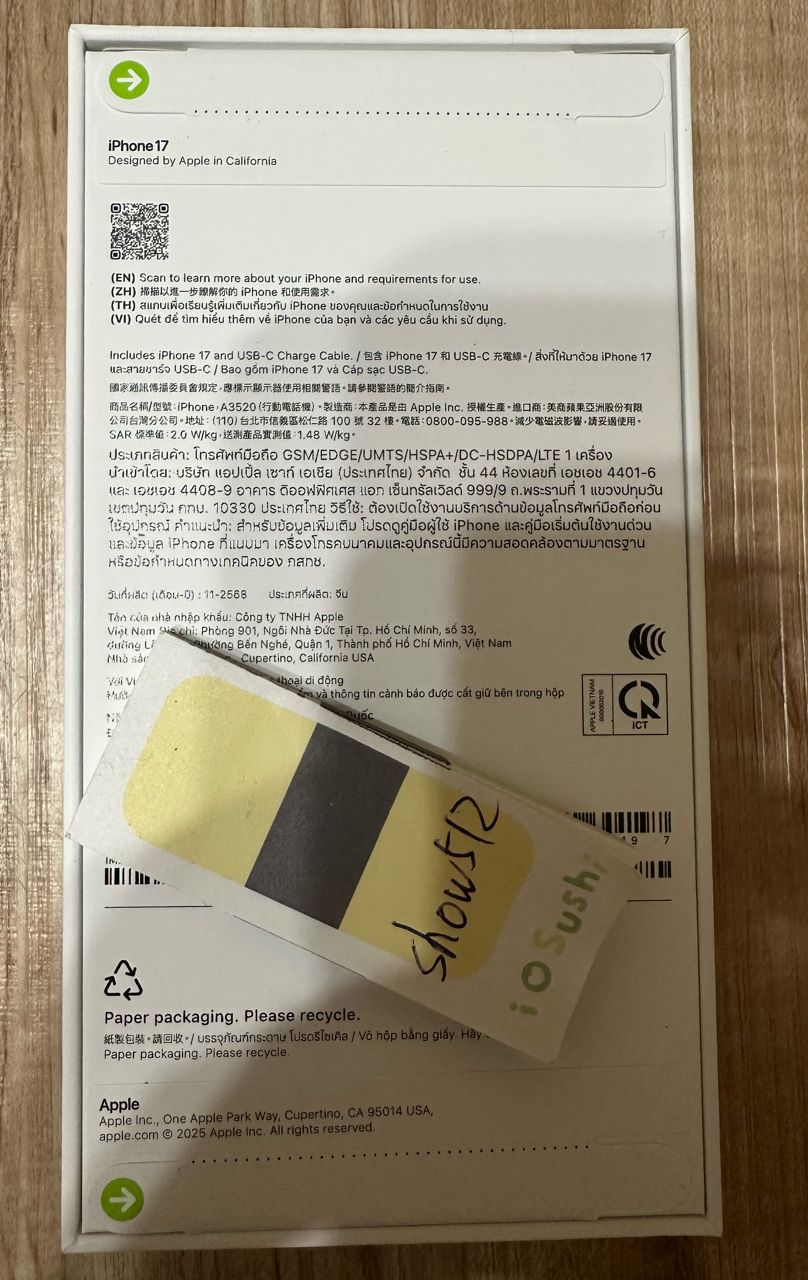 iPhone 17
Designed by Apple in California
(EN) Scan to learn more about your iPhone and requirements for use.
(ZH) 掃描以進一步瞭解你的 iPhone 和使用需求。
(TH) สแกนเพื่อเรียนรู้เพิ่มเติมเกี่ยวกับ iPhone ของคุณและข้อกำหนดในการใช้งาน
(VI) Quét để tìm hiểu thêm về iPhone của bạn và các yêu cầu khi sử dụng.
Includes iPhone 17 and USB-C Charge Cable. / 包含 iPhone 17 和 USB-C 充電線。/ สิ่งที่ให้มาด้วย iPhone 17
และสายชาร์จ USB-C / Bao gồm iPhone 17 và Cáp sạc USB-C.
國家通訊傳播委員會規定，應標示顯示器使用相關警語。請參閱警語的簡介指南。
商品名稱/型號：iPhone，A3520 (行動電話機)。製造商：本產品是由 Apple Inc. 授權生產。進口商：美商蘋果亞洲股份有限
公司台灣分公司。地址：(110) 台北市信義區松仁路 100 號 32 樓。電話：0800-095-988。減少電磁波影響，請妥適使用。
SAR 標準值：2.0 W/kg，送測產品實測值：1.48 W/kg。
ประเภทสินค้า: โทรศัพท์มือถือ GSM/EDGE/UMTS/HSPA+/DC-HSDPA/LTE 1 เครื่อง
นำเข้าโดย: บริษัท แอปเปิ้ล เซาท์ เอเชีย (ประเทศไทย) จำกัด ชั้น 44 ห้องเลขที่ เอชเอช 4401-6
และ เอชเอช 4408-9 อาคาร ดิออฟฟิศเศส แอท เซ็นทรัลเวิลด์ 999/9 ถ.พระรามที่ 1 แขวงปทุมวัน
เขตปทุมวัน กทม. 10330 ประเทศไทย วิธีใช้: ต้องเปิดใช้งานบริการด้านข้อมูลโทรศัพท์มือถือก่อน
ใช้อุปกรณ์ คำแนะนำ: สำหรับข้อมูลเพิ่มเติม โปรดดูคู่มือผู้ใช้ iPhone และคู่มือเริ่มต้นใช้งานด่วน
และข้อมูล iPhone ที่แนบมา เครื่องโทรคมนาคมและอุปกรณ์นี้มีความสอดคล้องตามมาตรฐาน
หรือข้อกำหนดทางเทคนิคของ กสทช.
วันที่ผลิต (เดือน-ปี) : 11-2568 ประเทศที่ผลิต: จีน
Tên của nhà nhập khẩu: Công ty TNHH Apple
Việt Nam Địa chỉ: Phòng 901, Ngôi Nhà Đức Tại Tp. Hồ Chí Minh, số 33,
đường Phường Bến Nghé, Quận 1, Thành phố Hồ Chí Minh, Việt Nam
Nhà Cupertino, California USA
Với thoại di động
và thông tin cảnh báo được cất giữ bên trong hộp
Quốc
APPLE VIETNAM
ICT
9 7
show512
iOSushi
Paper packaging. Please recycle.
紙製包裝。請回收。/ บรรจุภัณฑ์กระดาษ โปรดรีไซเคิล / Vỏ hộp bằng giấy. Hãy
Paper packaging. Please recycle.
Apple
Apple Inc., One Apple Park Way, Cupertino, CA 95014 USA,
apple.com © 2025 Apple Inc. All rights reserved.